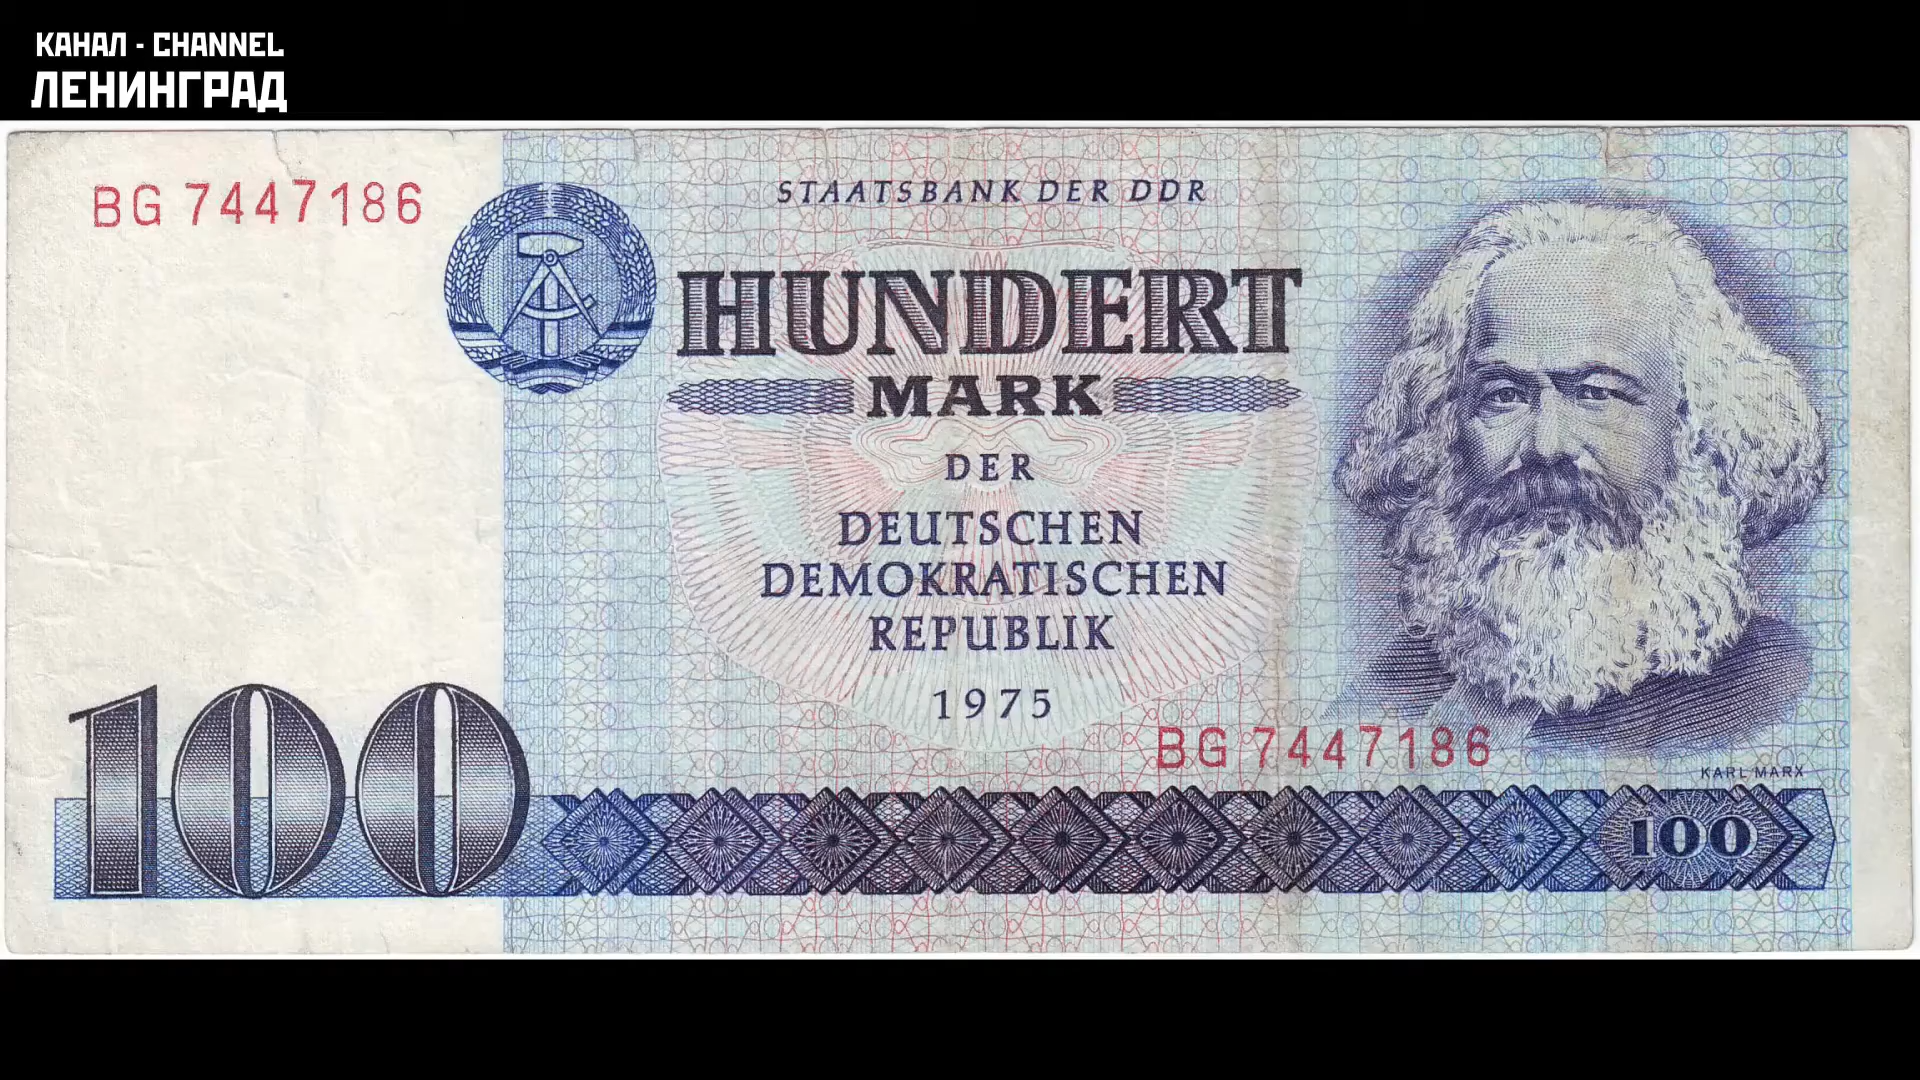 КАНАЛ - CHANNEL
ЛЕНИНГРАД
BG 7447186
STAATSBANK DER DDR
HUNDERT
MARK
DER
DEUTSCHEN
DEMOKRATISCHEN
REPUBLIK
1975
BG 7447186
KARL MARX
100
100